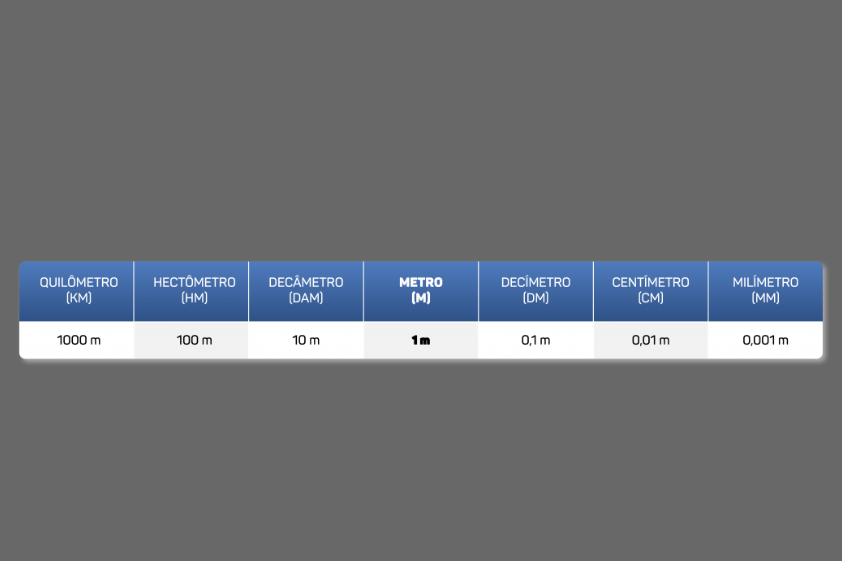 QUILÔMETRO
(KM)
HECTÔMETRO
(HM)
DECÂMETRO
(DAM)
METRO
(M)
DECÍMETRO
(DM)
CENTÍMETRO
(CM)
MILÍMETRO
(MM)
1000 m
100 m
10 m
1 m
0,1 m
0,01 m
0,001 m